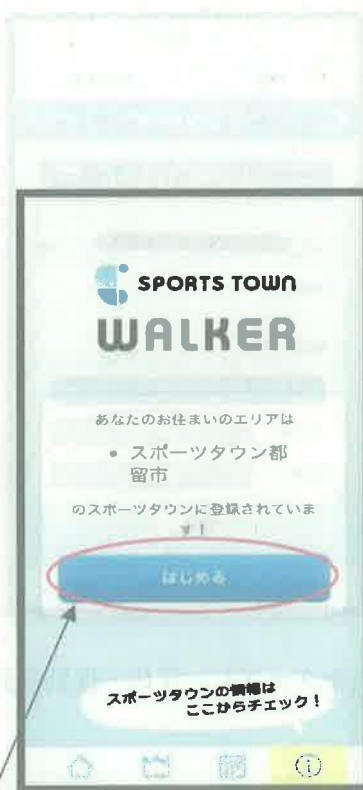 SPORTS TOWN
WALKER
あなたのお住まいのエリアは
• スポーツタウン都
留市
のスポーツタウンに登録されていま
す！
はじめる
スポーツタウンの情報は
ここからチェック！